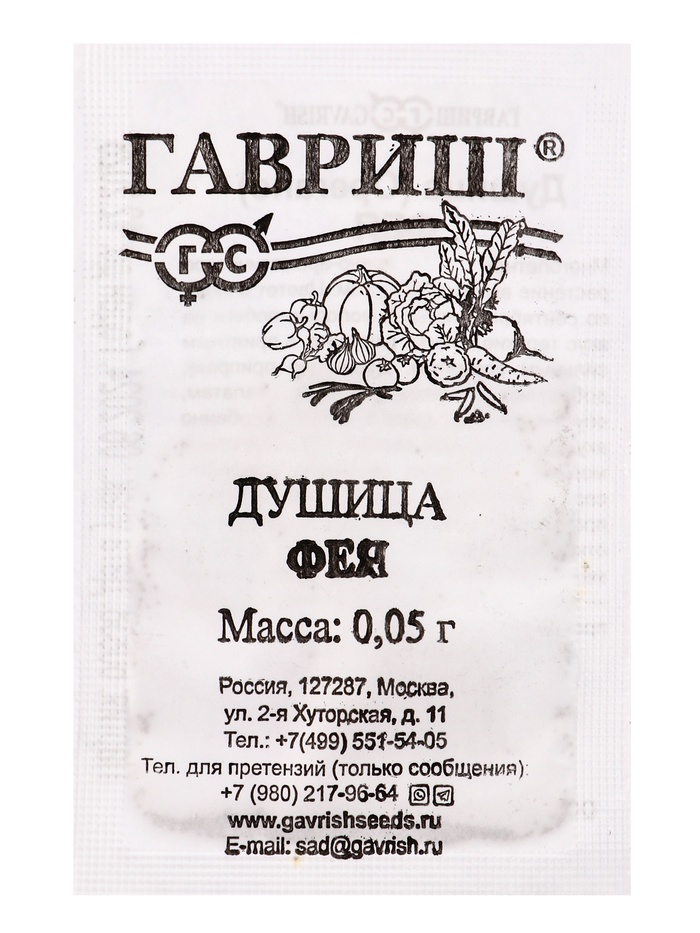 ГАВРИШ®
ГС
ДУШИЦА
ФЕЯ
Масса: 0,05 г
Россия, 127287, Москва,
ул. 2-я Хуторская, д. 11
Тел.: +7(499) 551-54-05
Тел. для претензий (только сообщения):
+7 (980) 217-96-64
www.gavrishseeds.ru
E-mail: sad@gavrish.ru